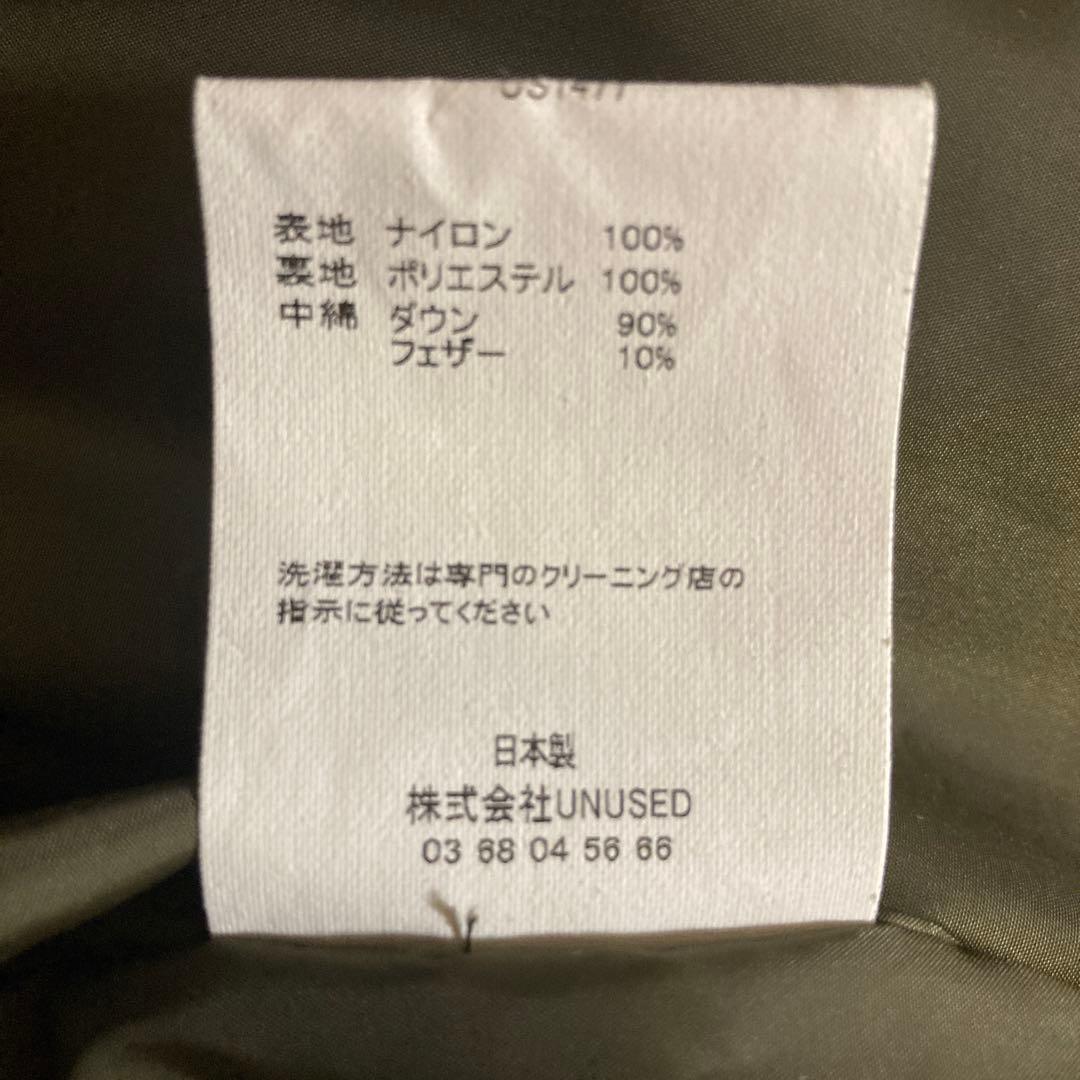 US1477
表地 ナイロン 100%
裏地 ポリエステル 100%
中綿 ダウン 90%
フェザー 10%
洗濯方法は専門のクリーニング店の
指示に従ってください
日本製
株式会社UNUSED
03 68 04 56 66